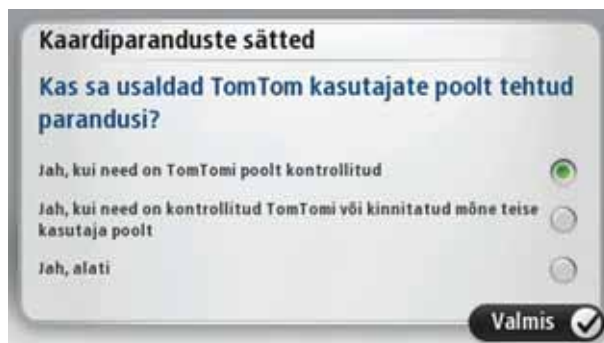 Kaardiparanduste sätted
Kas sa usaldad TomTom kasutajate poolt tehtud
parandusi?
Jah, kui need on TomTomi poolt kontrollitud
Jah, kui need on kontrollitud TomTomi või kinnitatud mõne teise
kasutaja poolt
Jah, alati
Valmis